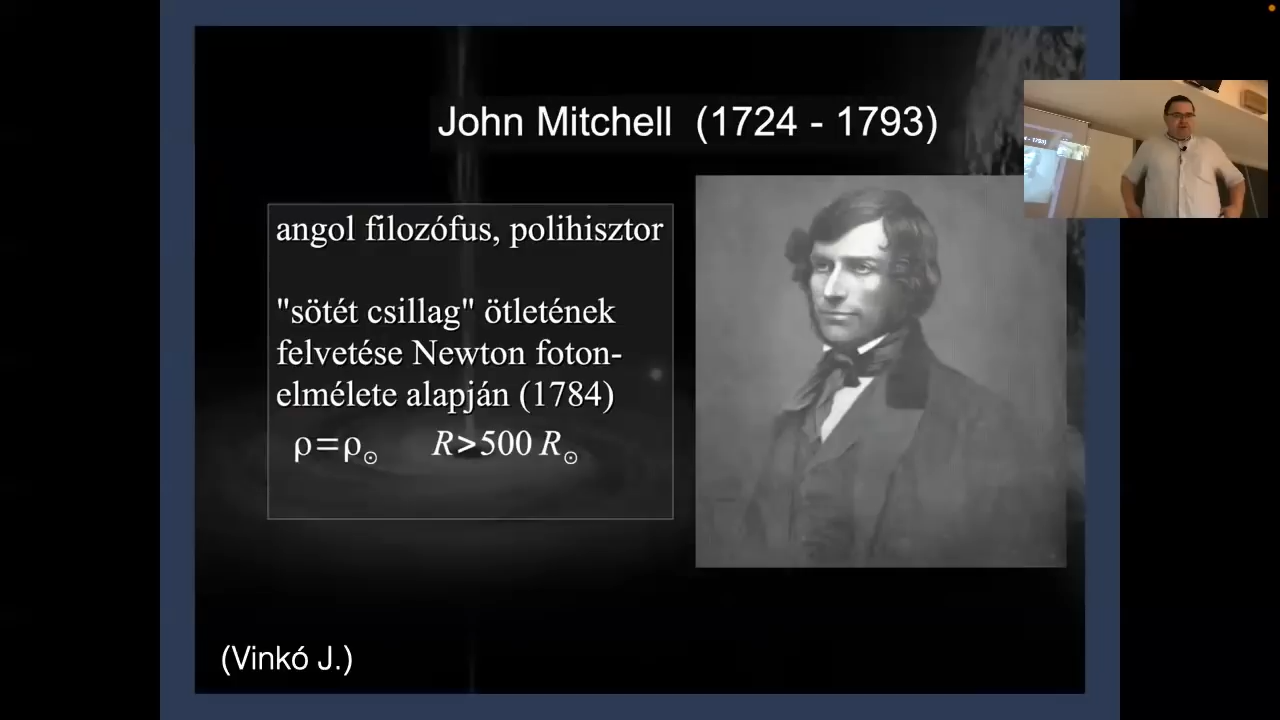 John Mitchell (1724 - 1793)
angol filozófus, polihisztor
"sötét csillag" ötletének
felvetése Newton foton-
elmélete alapján (1784)
ρ=ρ☉ R>500 R☉
(Vinkó J.)